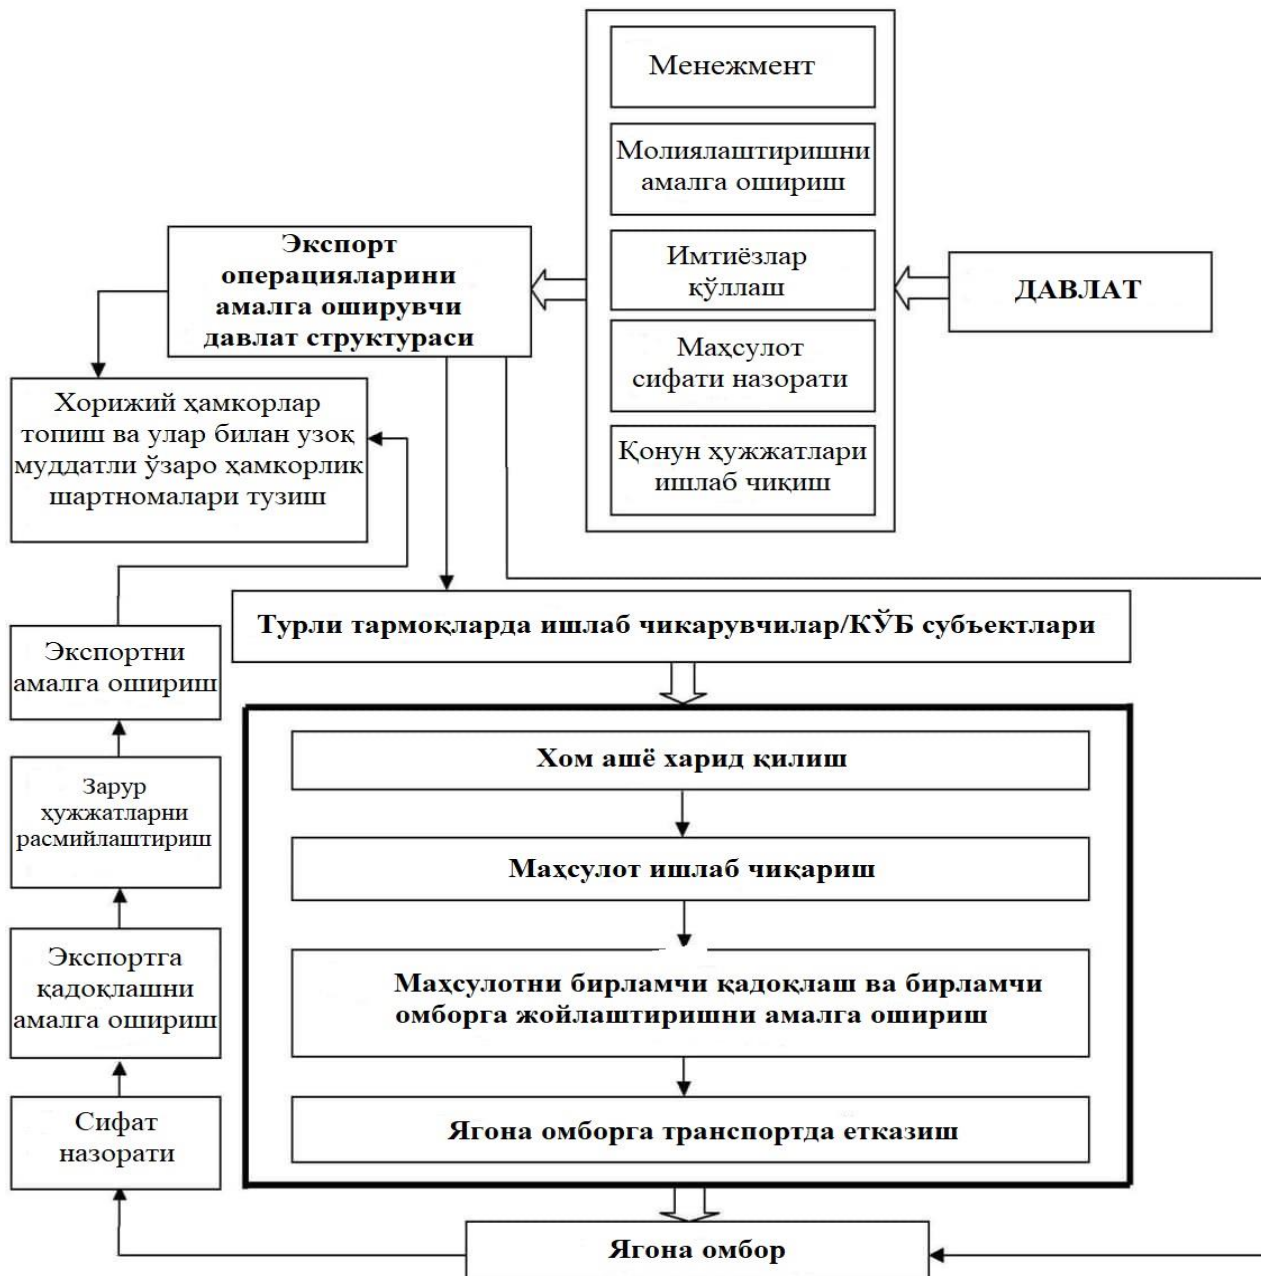 Менежмент
Молиялаштиришни
амалга ошириш
Имтиёзлар
қўллаш
Маҳсулот
сифати назорати
Қонун ҳужжатлари
ишлаб чиқиш
ДАВЛАТ
Экспорт
операцияларини
амалга оширувчи
давлат структураси
Хорижий ҳамкорлар
топиш ва улар билан узоқ
муддатли ўзаро ҳамкорлик
шартномалари тузиш
Турли тармоқларда ишлаб чикарувчилар/КЎБ субъектлари
Хом ашё харид қилиш
Маҳсулот ишлаб чиқариш
Маҳсулотни бирламчи қадоқлаш ва бирламчи
омборга жойлаштиришни амалга ошириш
Ягона омборга транспортда етказиш
Ягона омбор
Экспортни
амалга ошириш
Зарур
ҳужжатларни
расмийлаштириш
Экспортга
қадоқлашни
амалга ошириш
Сифат
назорати